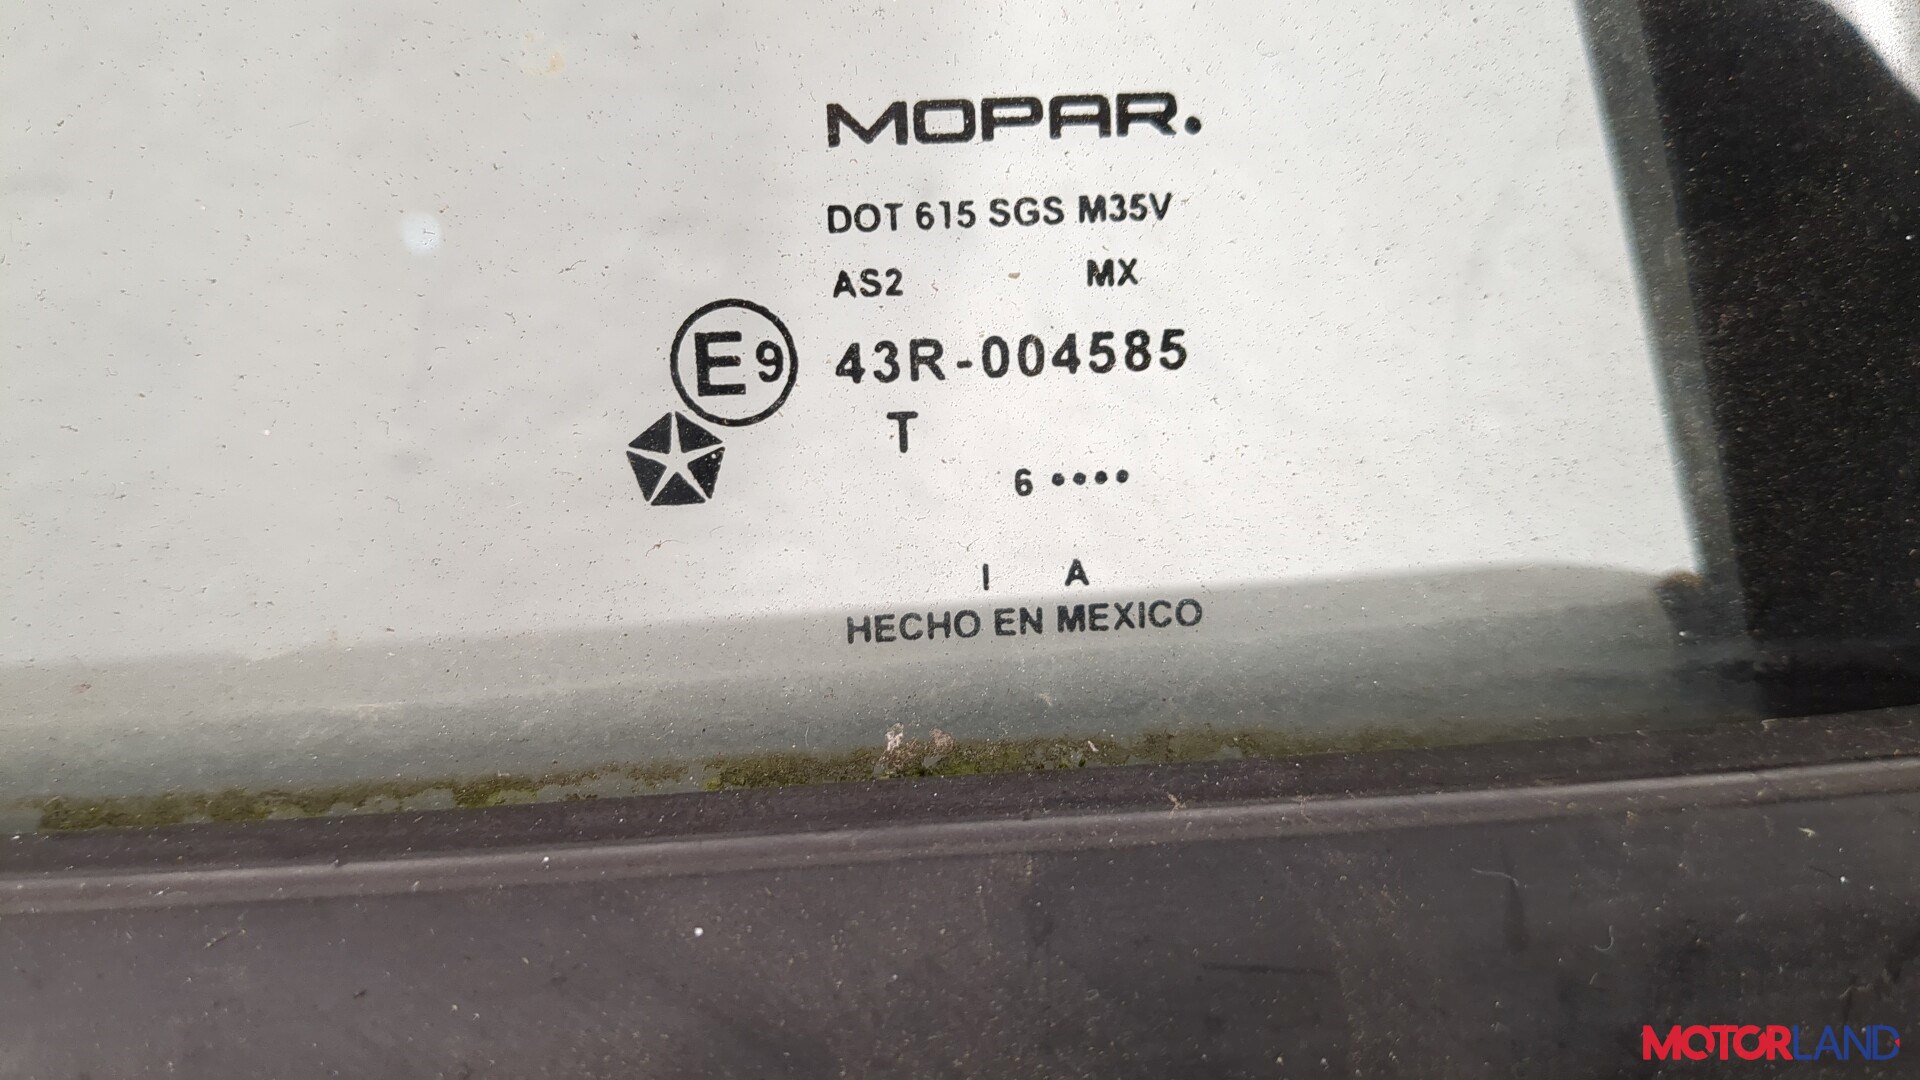 MOPAR.
DOT 615 SGS M35V
AS2 MX
E9 43R-004585
T
6 ••••
I A
HECHO EN MEXICO
MOTORLAND